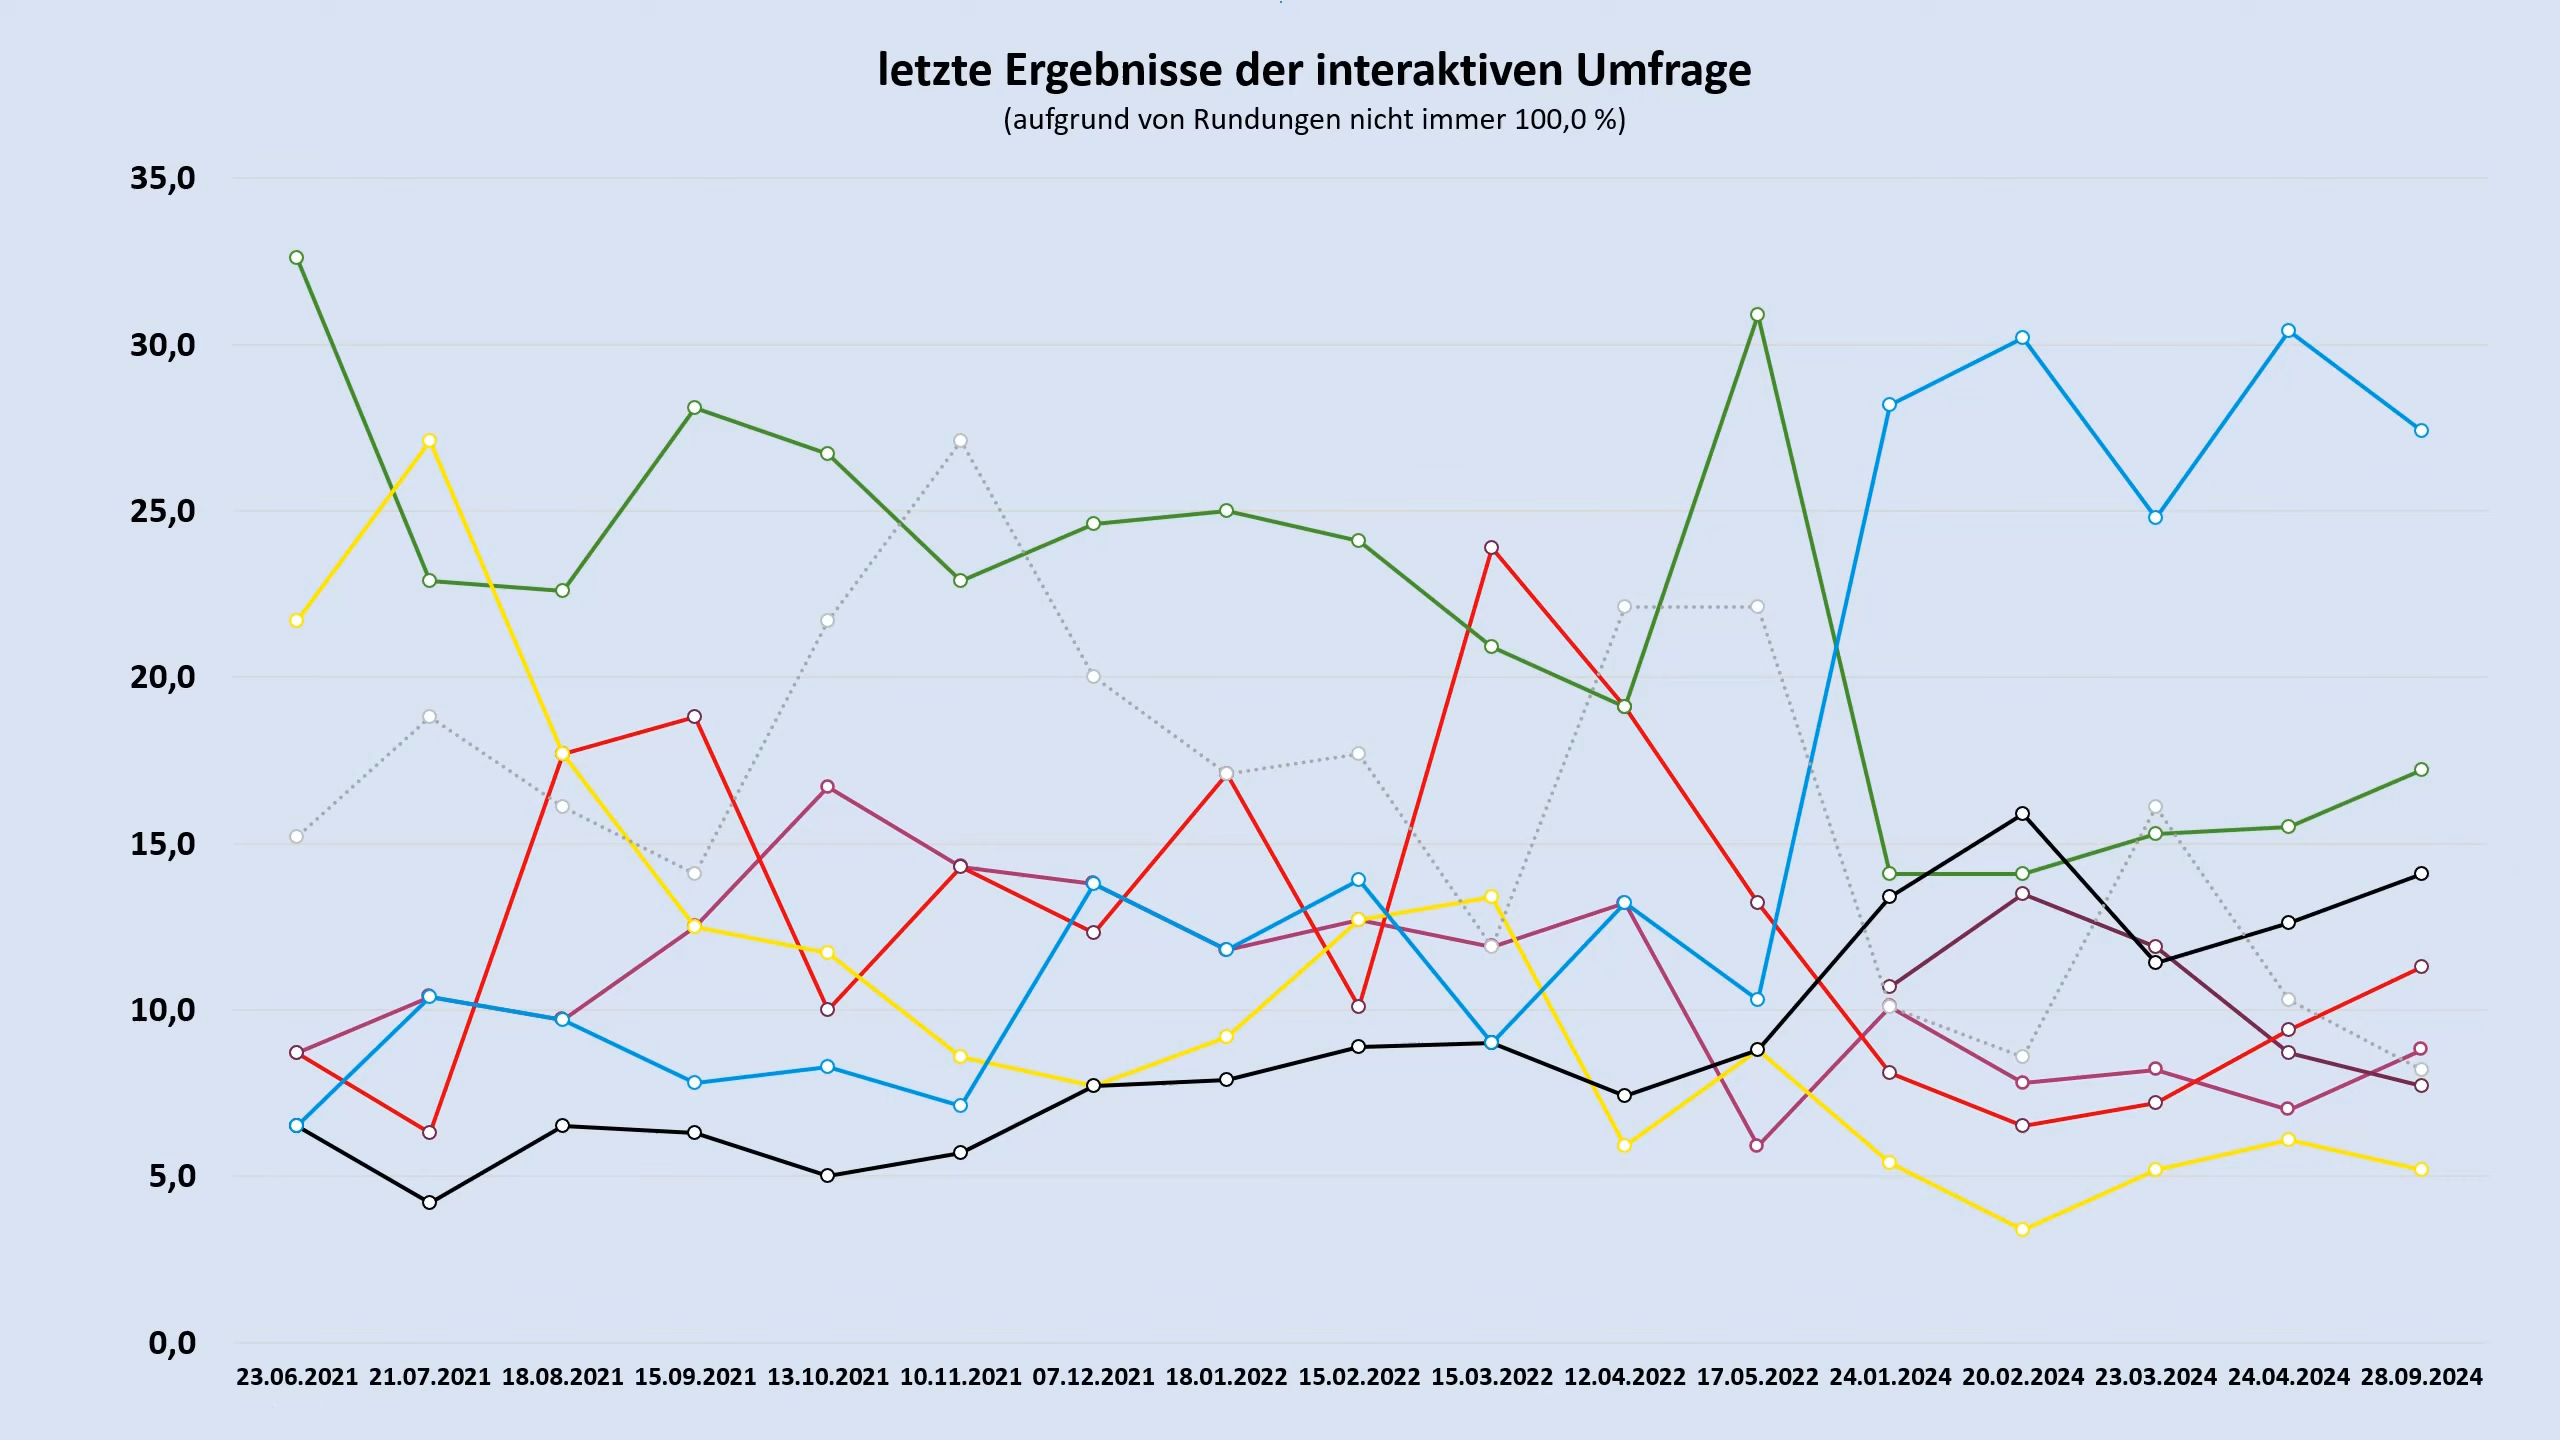 letzte Ergebnisse der interaktiven Umfrage
(aufgrund von Rundungen nicht immer 100,0 %)
35,0
30,0
25,0
20,0
15,0
10,0
5,0
0,0
23.06.2021 21.07.2021 18.08.2021 15.09.2021 13.10.2021 10.11.2021 07.12.2021 18.01.2022 15.02.2022 15.03.2022 12.04.2022 17.05.2022 24.01.2024 20.02.2024 23.03.2024 24.04.2024 28.09.2024